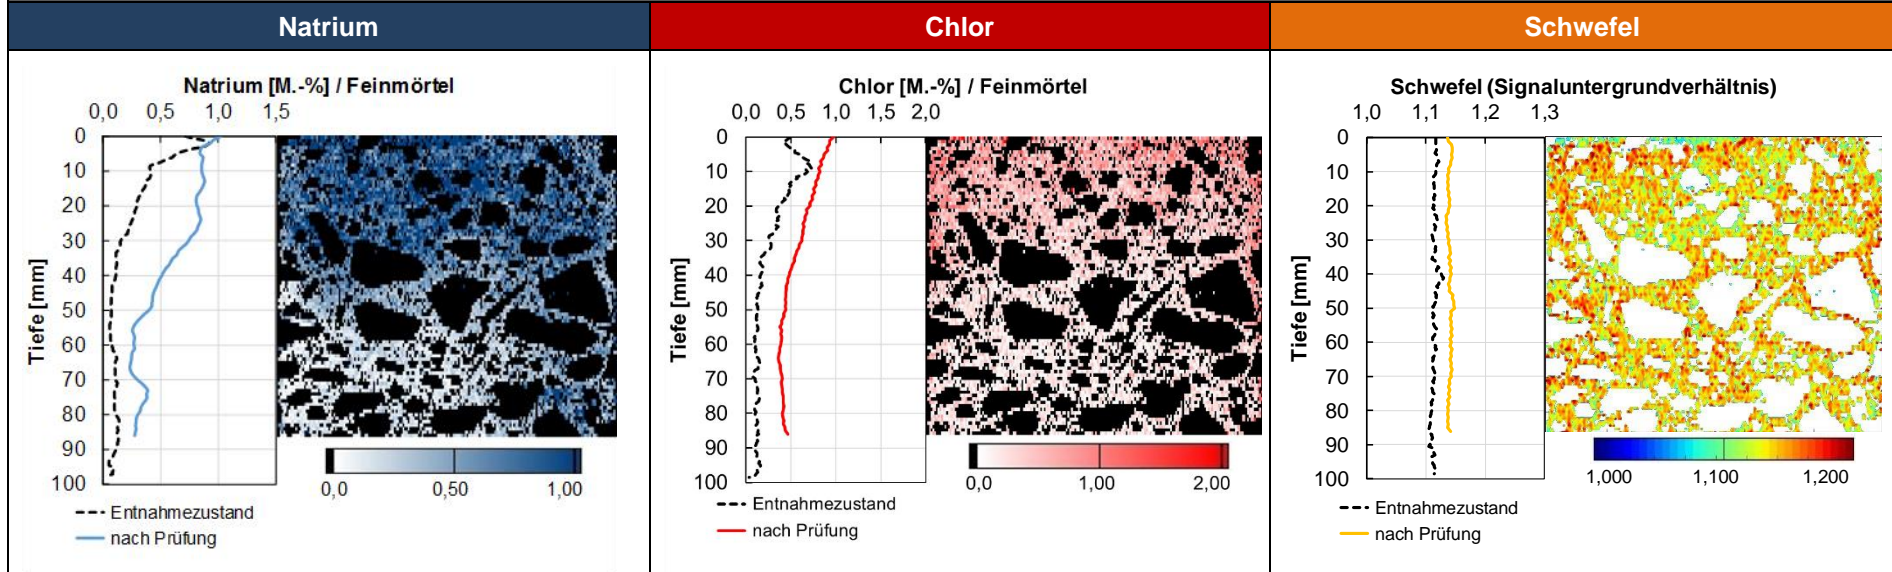 Natrium
Natrium [M.-%] / Feinmörtel
0,0 0,5 1,0 1,5
Tiefe [mm]
0
10
20
30
40
50
60
70
80
90
100
0,0 0,50 1,00
Entnahmezustand
nach Prüfung
Chlor
Chlor [M.-%] / Feinmörtel
0,0 0,5 1,0 1,5 2,0
Tiefe [mm]
0
10
20
30
40
50
60
70
80
90
100
0,0 1,00 2,00
Entnahmezustand
nach Prüfung
Schwefel
Schwefel (Signaluntergrundverhältnis)
1,0 1,1 1,2 1,3
Tiefe [mm]
0
10
20
30
40
50
60
70
80
90
100
1,000 1,100 1,200
Entnahmezustand
nach Prüfung